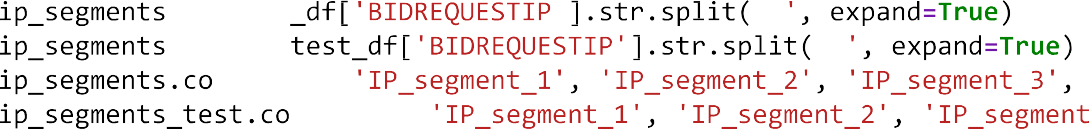 ip_segments _df['BIDREQUESTIP ].str.split( ', expand=True)
ip_segments test_df['BIDREQUESTIP'].str.split( ', expand=True)
ip_segments.co 'IP_segment_1', 'IP_segment_2', 'IP_segment_3',
ip_segments_test.co 'IP_segment_1', 'IP_segment_2', 'IP_segment